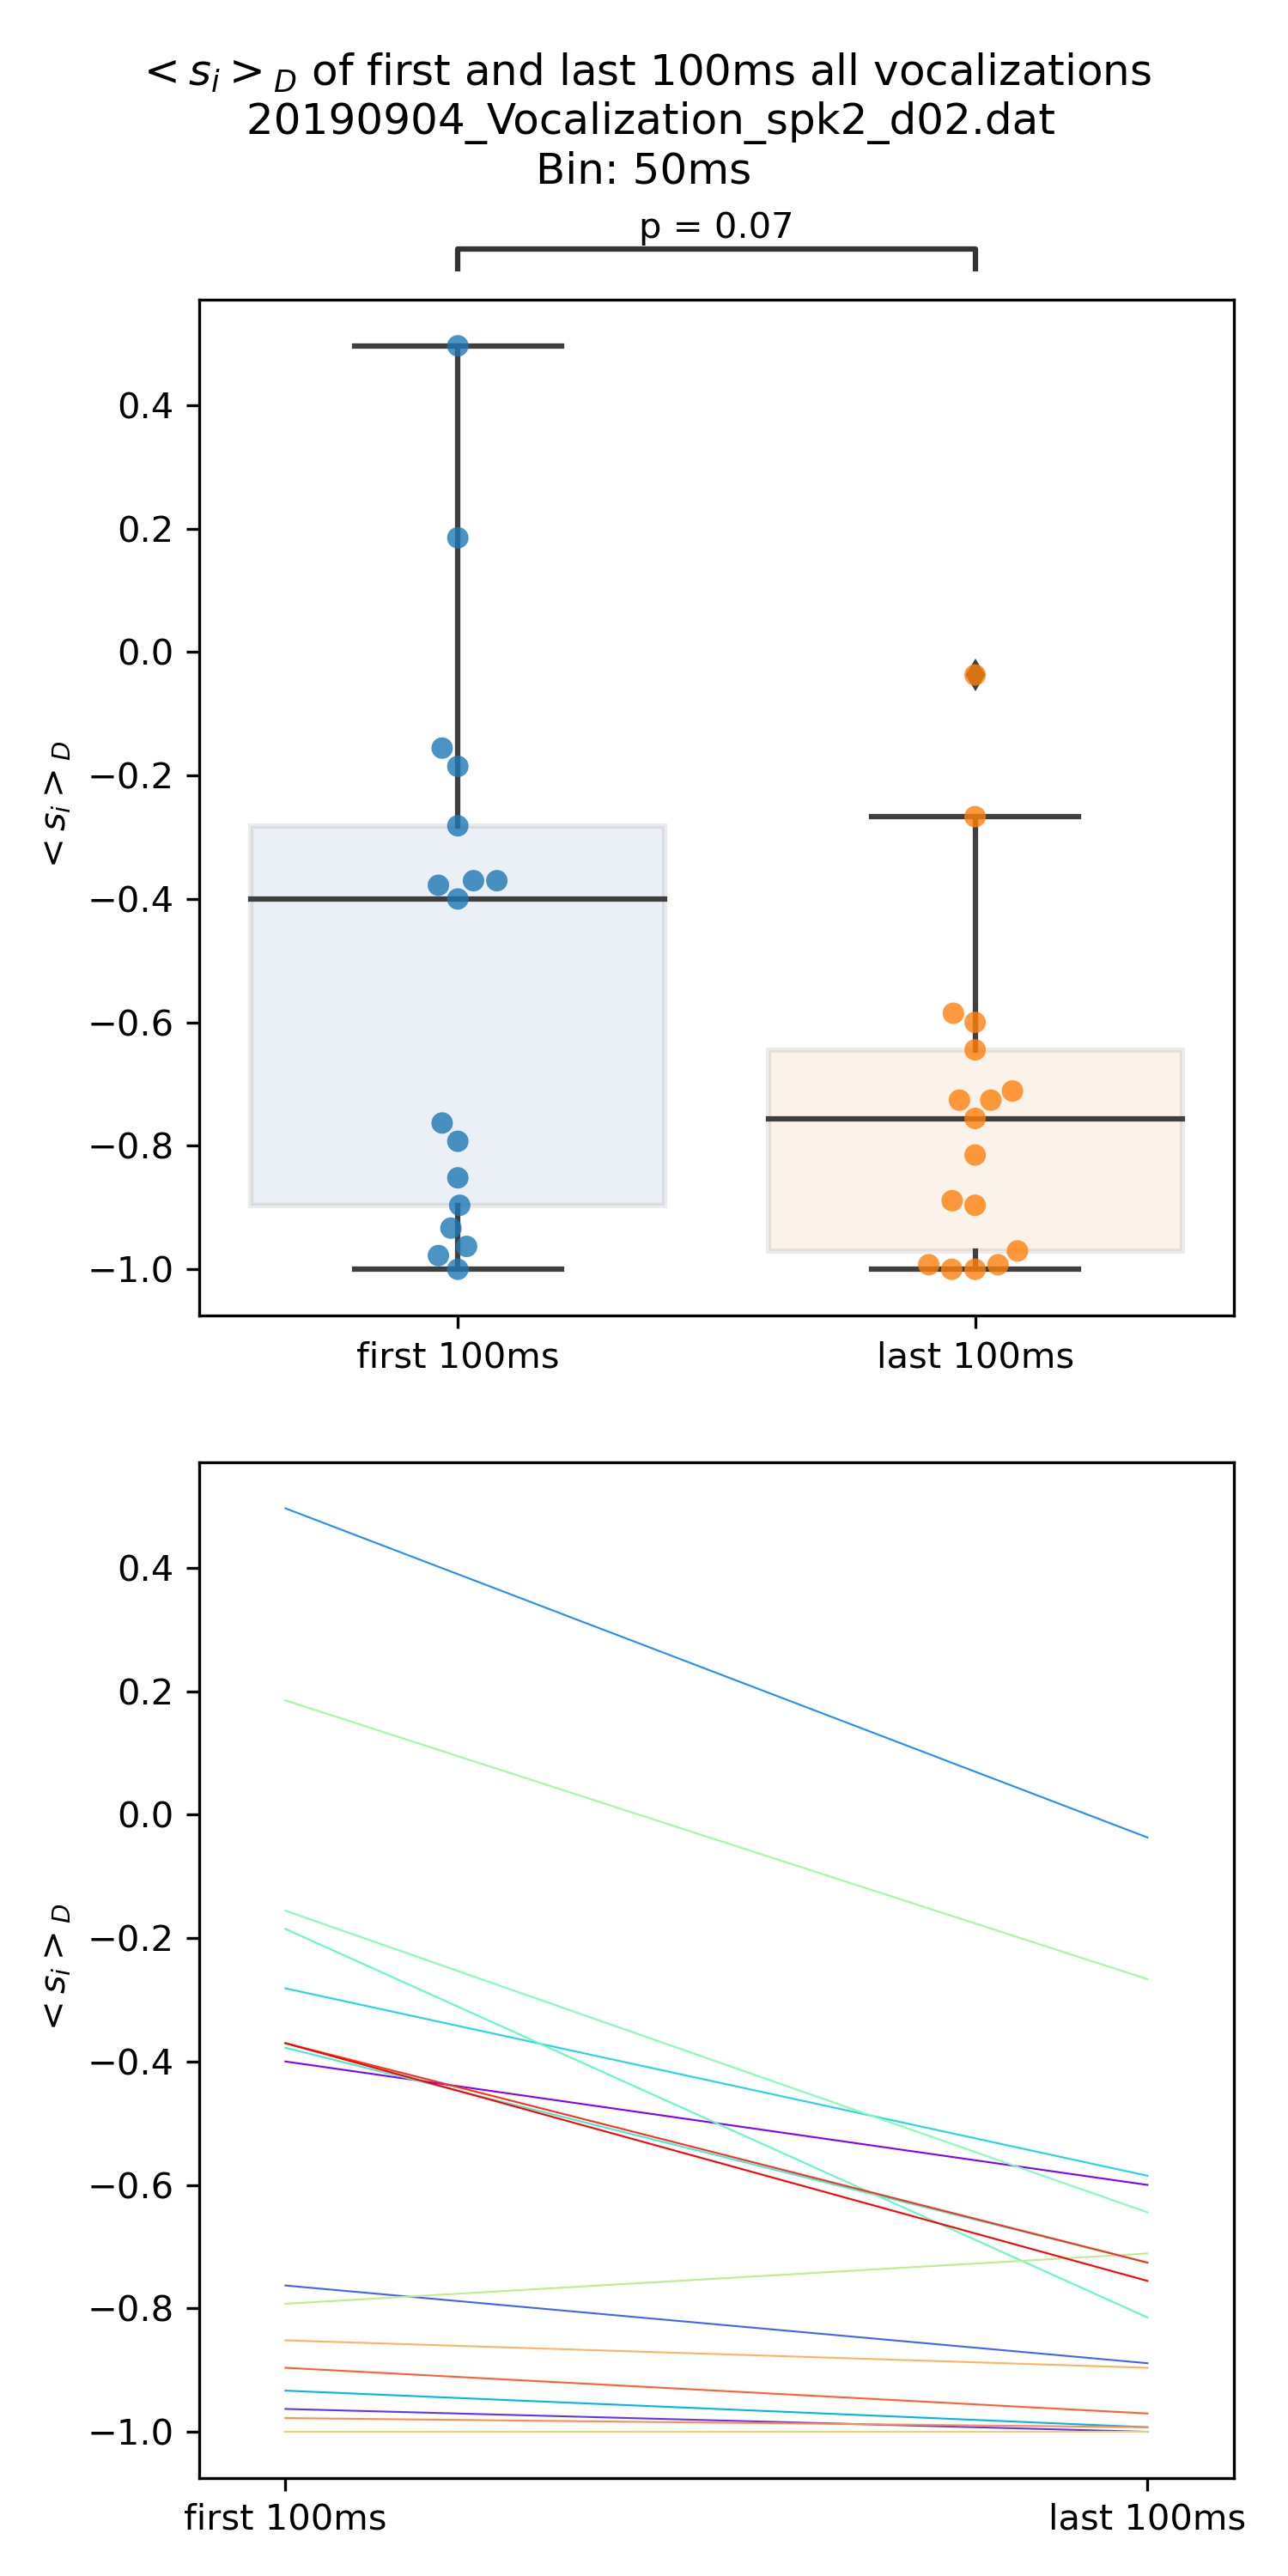 < s_i >_D of first and last 100ms all vocalizations
20190904_Vocalization_spk2_d02.dat
Bin: 50ms
p = 0.07
0.4
0.2
0.0
−0.2
−0.4
−0.6
−0.8
−1.0
< s_i >_D
first 100ms
last 100ms
0.4
0.2
0.0
−0.2
−0.4
−0.6
−0.8
−1.0
< s_i >_D
first 100ms
last 100ms